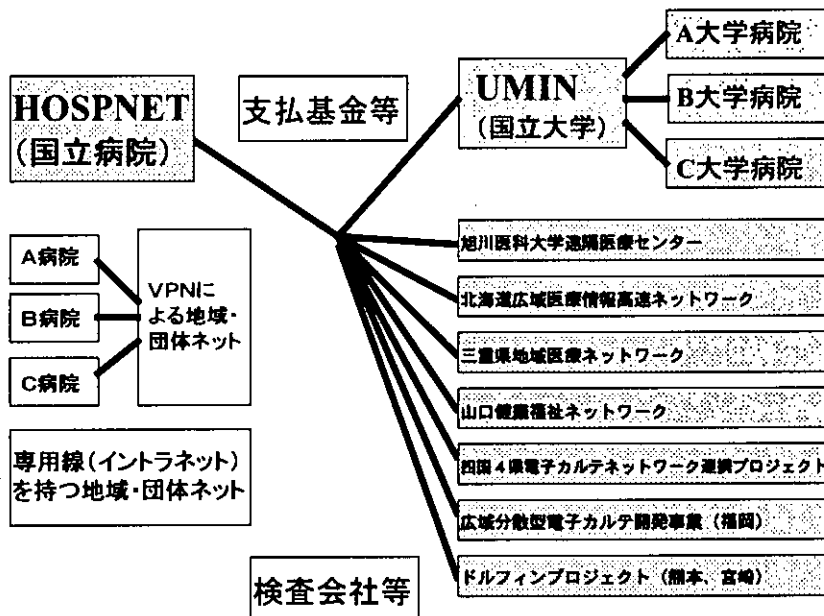 HOSPNET
(国立病院)
支払基金等
UMIN
(国立大学)
A大学病院
B大学病院
C大学病院
A病院
B病院
C病院
VPNに
よる地域・
団体ネット
専用線(イントラネット)
を持つ地域・団体ネット
検査会社等
旭川医科大学遠隔医療センター
北海道広域医療情報高速ネットワーク
三重県地域医療ネットワーク
山口健康福祉ネットワーク
四国4県電子カルテネットワーク連携プロジェクト
広域分散型電子カルテ開発事業(福岡)
ドルフィンプロジェクト(熊本、宮崎)